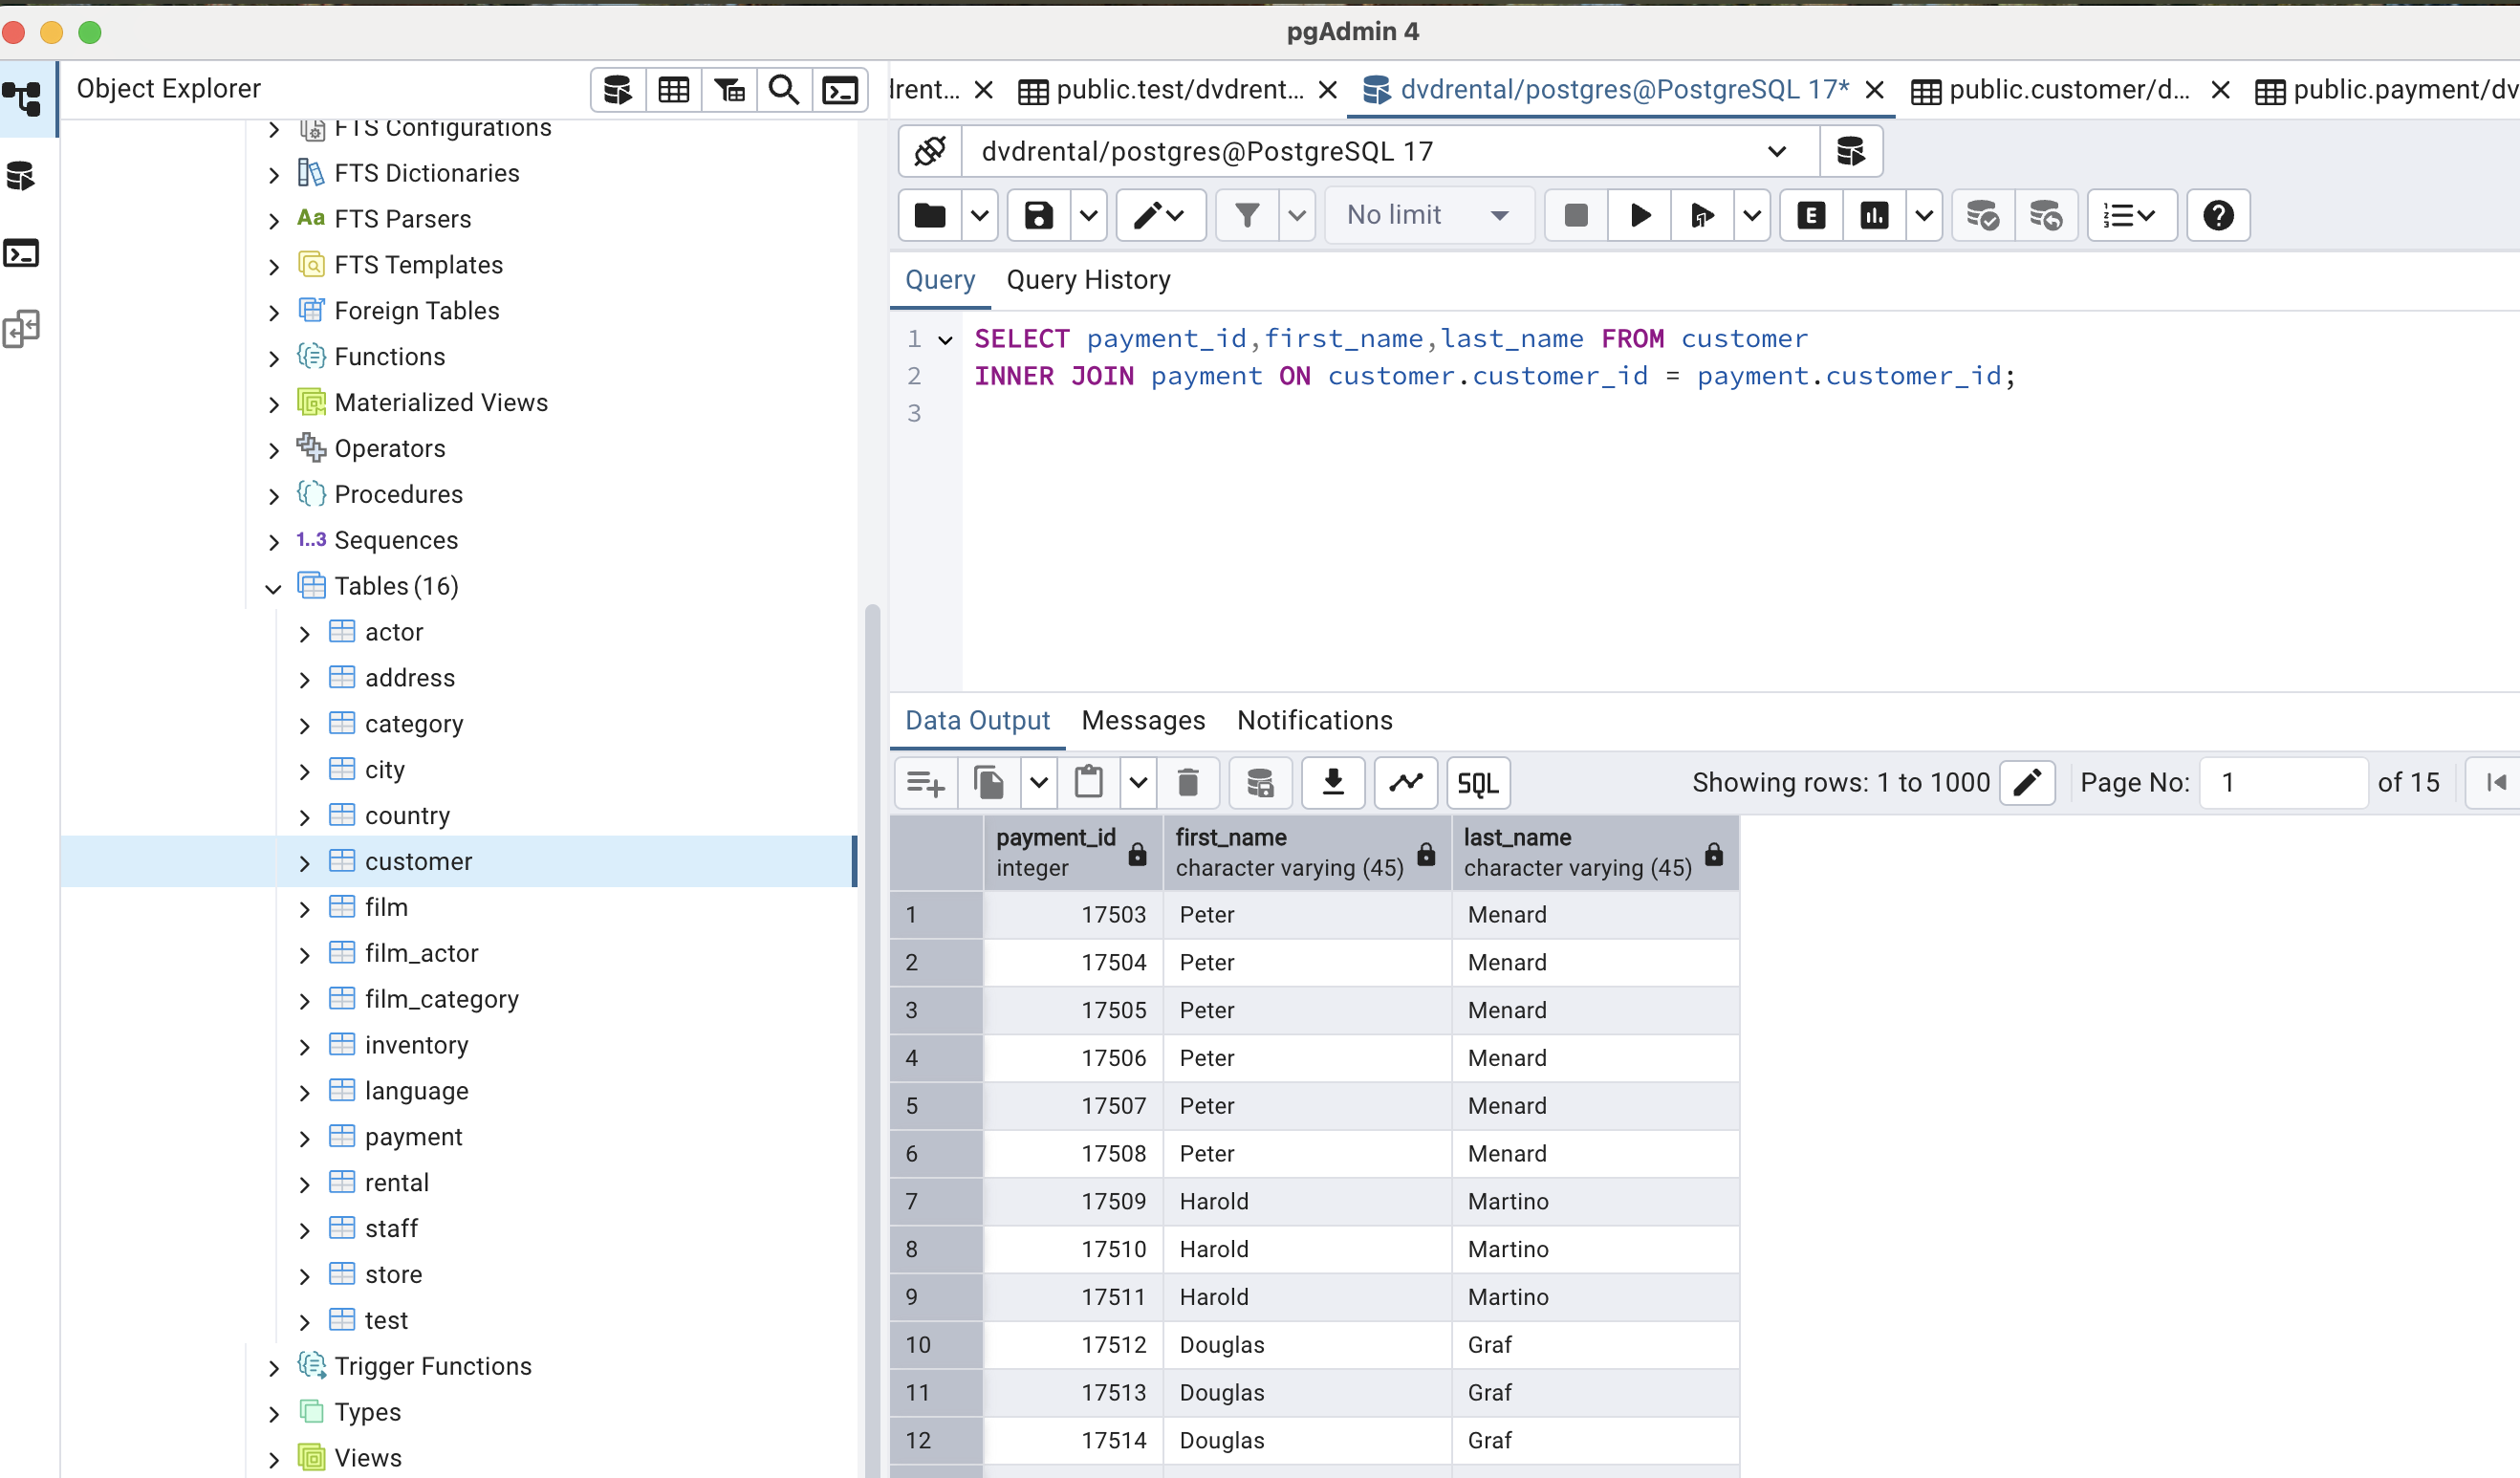 pgAdmin 4
Object Explorer
drent...
public.test/dvdrent...
dvdrental/postgres@PostgreSQL 17*
public.customer/d...
public.payment/dv
FTS Configurations
FTS Dictionaries
Aa FTS Parsers
FTS Templates
Foreign Tables
Functions
Materialized Views
Operators
Procedures
1..3 Sequences
Tables (16)
actor
address
category
city
country
customer
film
film_actor
film_category
inventory
language
payment
rental
staff
store
test
Trigger Functions
Types
Views
dvdrental/postgres@PostgreSQL 17
No limit
E
Query Query History
1 SELECT payment_id,first_name,last_name FROM customer
2 INNER JOIN payment ON customer.customer_id = payment.customer_id;
3
Data Output Messages Notifications
SQL Showing rows: 1 to 1000 Page No: 1 of 15
payment_id first_name last_name
integer character varying (45) character varying (45)
1 17503 Peter Menard
2 17504 Peter Menard
3 17505 Peter Menard
4 17506 Peter Menard
5 17507 Peter Menard
6 17508 Peter Menard
7 17509 Harold Martino
8 17510 Harold Martino
9 17511 Harold Martino
10 17512 Douglas Graf
11 17513 Douglas Graf
12 17514 Douglas Graf